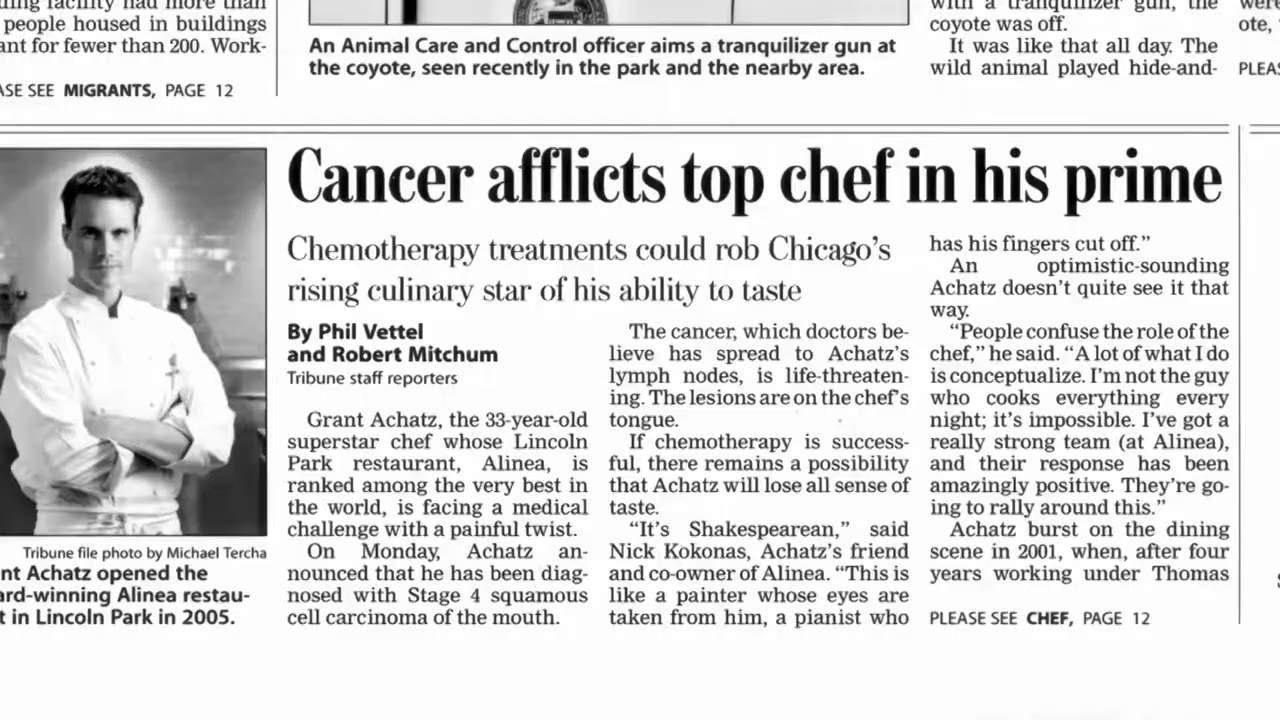 facility had more than
people housed in buildings
for fewer than 200. Work-
SEE MIGRANTS, PAGE 12
An Animal Care and Control officer aims a tranquilizer gun at
the coyote, seen recently in the park and the nearby area.
with a tranquilizer gun, the
coyote was off.
It was like that all day. The
wild animal played hide-and-
Cancer afflicts top chef in his prime
Chemotherapy treatments could rob Chicago's
rising culinary star of his ability to taste
By Phil Vettel
and Robert Mitchum
Tribune staff reporters
Grant Achatz, the 33-year-old
superstar chef whose Lincoln
Park restaurant, Alinea, is
ranked among the very best in
the world, is facing a medical
challenge with a painful twist.
On Monday, Achatz an-
nounced that he has been diag-
nosed with Stage 4 squamous
cell carcinoma of the mouth.
The cancer, which doctors be-
lieve has spread to Achatz's
lymph nodes, is life-threaten-
ing. The lesions are on the chef's
tongue.
If chemotherapy is success-
ful, there remains a possibility
that Achatz will lose all sense of
taste.
"It's Shakespearean," said
Nick Kokonas, Achatz's friend
and co-owner of Alinea. "This is
like a painter whose eyes are
taken from him, a pianist who
has his fingers cut off."
An optimistic-sounding
Achatz doesn't quite see it that
way.
"People confuse the role of the
chef," he said. "A lot of what I do
is conceptualize. I'm not the guy
who cooks everything every
night; it's impossible. I've got a
really strong team (at Alinea),
and their response has been
amazingly positive. They're go-
ing to rally around this."
Achatz burst on the dining
scene in 2001, when, after four
years working under Thomas
PLEASE SEE CHEF, PAGE 12
Tribune file photo by Michael Tercha
Achatz opened the
winning Alinea restau-
in Lincoln Park in 2005.